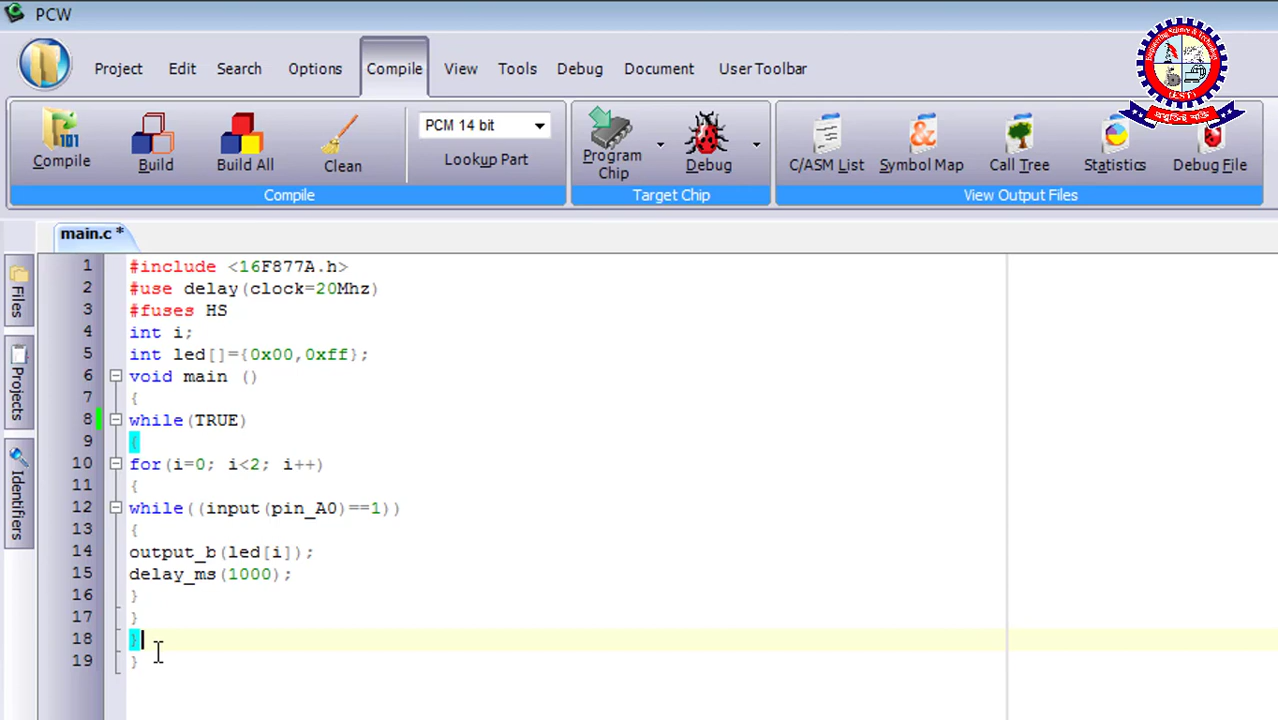 PCW
Project Edit Search Options Compile View Tools Debug Document User Toolbar
Compile Build Build All Clean PCM 14 bit Lookup Part Program Chip Debug C/ASM List Symbol Map Call Tree Statistics Debug File
Compile Target Chip View Output Files
Engineering Science & Technology
main.c *
Files
Projects
Identifiers
1 #include <16F877A.h>
2 #use delay(clock=20Mhz)
3 #fuses HS
4 int i;
5 int led[]={0x00,0xff};
6 void main ()
7 {
8 while(TRUE)
9 {
10 for(i=0; i<2; i++)
11 {
12 while((input(pin_A0)==1))
13 {
14 output_b(led[i]);
15 delay_ms(1000);
16 }
17 }
18 }
19 }